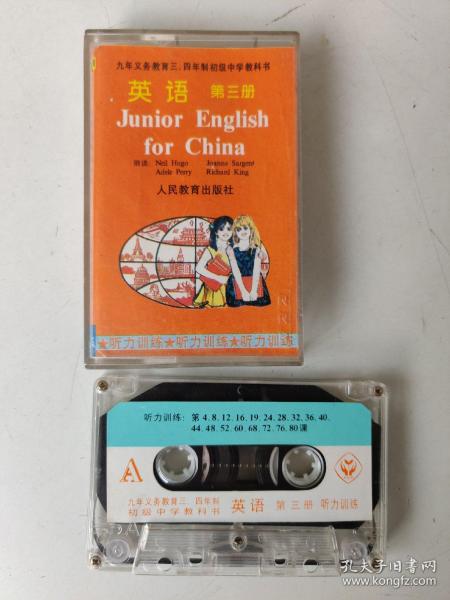 九年义务教育三、四年制初级中学教科书
英语 第三册
Junior English
for China
朗读: Neil Hugo Joanna Sargent
Adele Perry Richard King
人民教育出版社
★听力训练★听力训练★听力训练
听力训练: 第4.8.12.16.19.24.28.32.36.40.
44.48.52.60.68.72.76.80课
A
九年义务教育三、四年制
初级中学教科书
英语 第三册 听力训练
孔夫子旧书网
www.kongfz.com